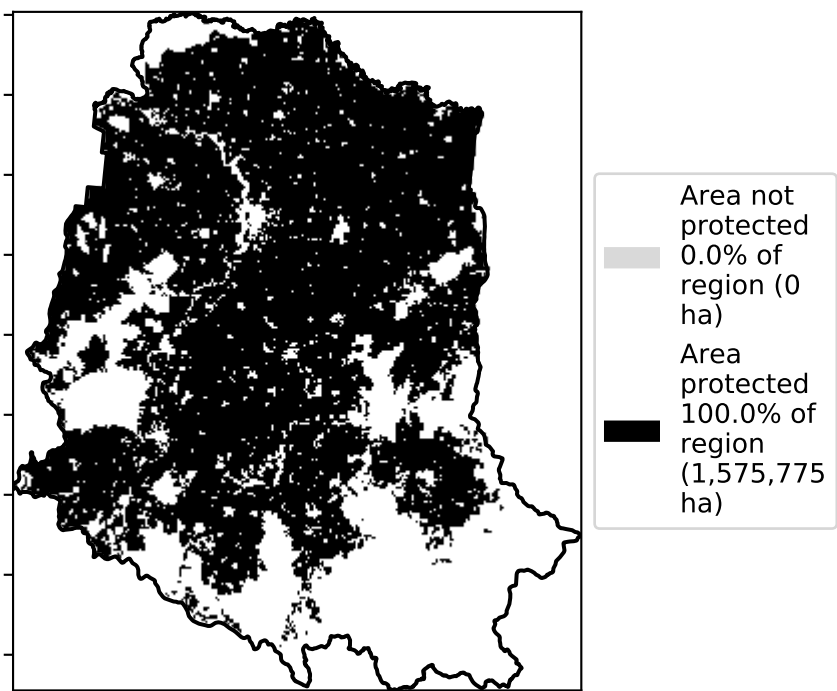 Area not
protected
0.0% of
region (0
ha)
Area
protected
100.0% of
region
(1,575,775
ha)